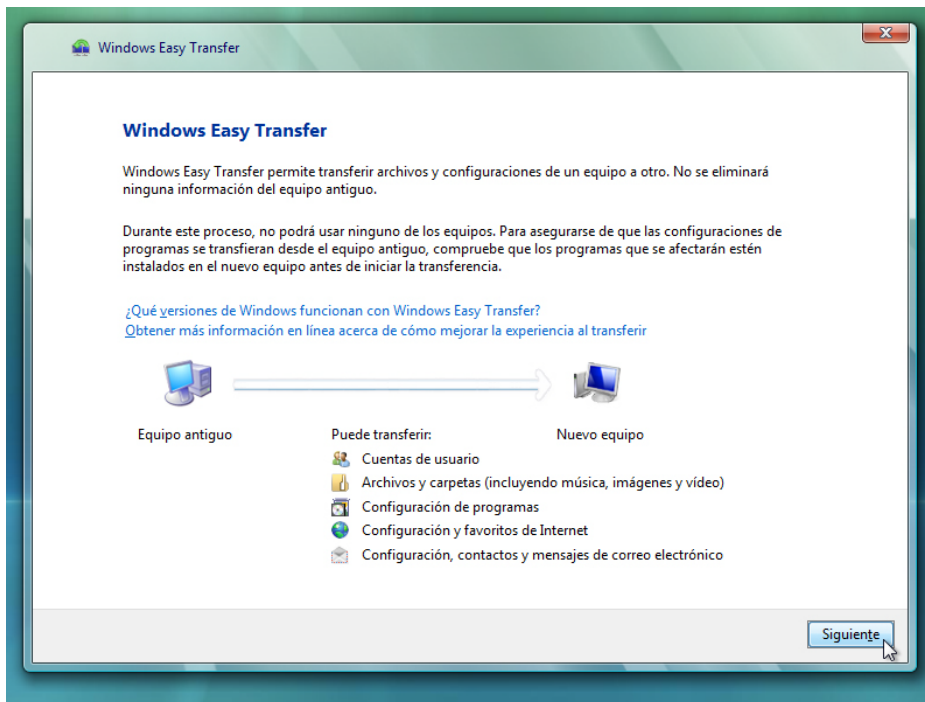 Windows Easy Transfer
Windows Easy Transfer
Windows Easy Transfer permite transferir archivos y configuraciones de un equipo a otro. No se eliminará
ninguna información del equipo antiguo.
Durante este proceso, no podrá usar ninguno de los equipos. Para asegurarse de que las configuraciones de
programas se transfieran desde el equipo antiguo, compruebe que los programas que se afectarán estén
instalados en el nuevo equipo antes de iniciar la transferencia.
¿Qué versiones de Windows funcionan con Windows Easy Transfer?
Obtener más información en línea acerca de cómo mejorar la experiencia al transferir
Equipo antiguo
Puede transferir:
Nuevo equipo
Cuentas de usuario
Archivos y carpetas (incluyendo música, imágenes y vídeo)
Configuración de programas
Configuración y favoritos de Internet
Configuración, contactos y mensajes de correo electrónico
Siguiente